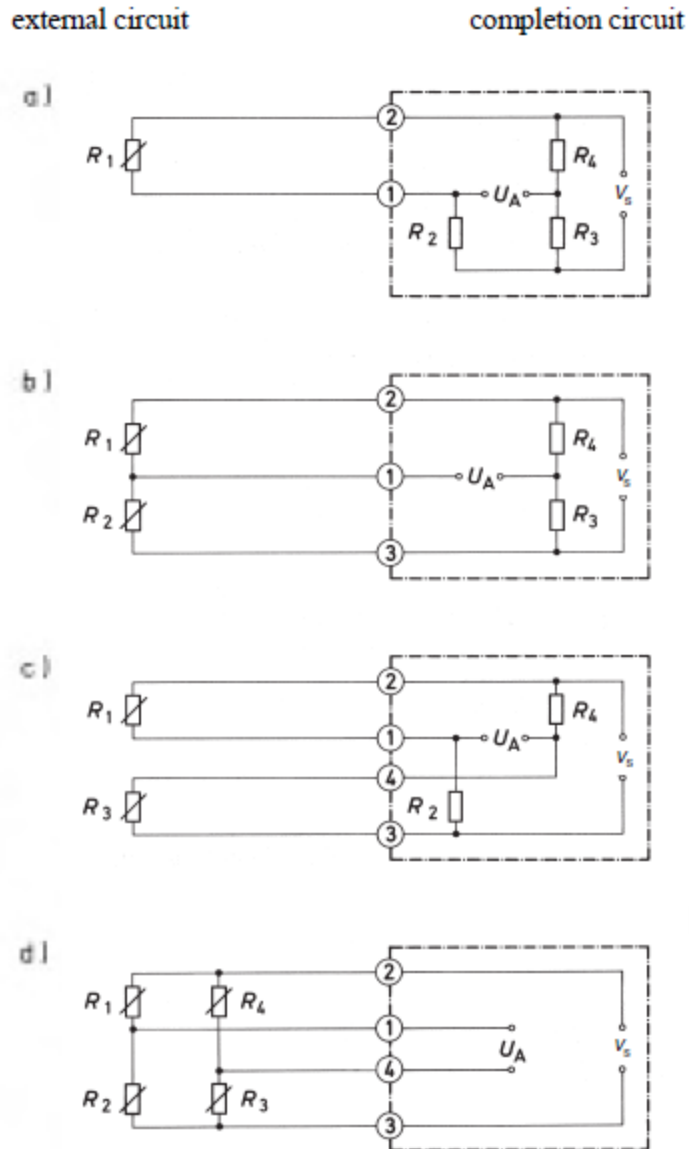 external circuit completion circuit
a)
2
R1 R4
1 UA Vs
R2 R3
b)
2
R1 R4
1 UA Vs
R2 R3
3
c)
2
R1 R4
1 UA
4 Vs
R3 R2
3
d)
2
R1 R4
1
UA Vs
4
R2 R3
3